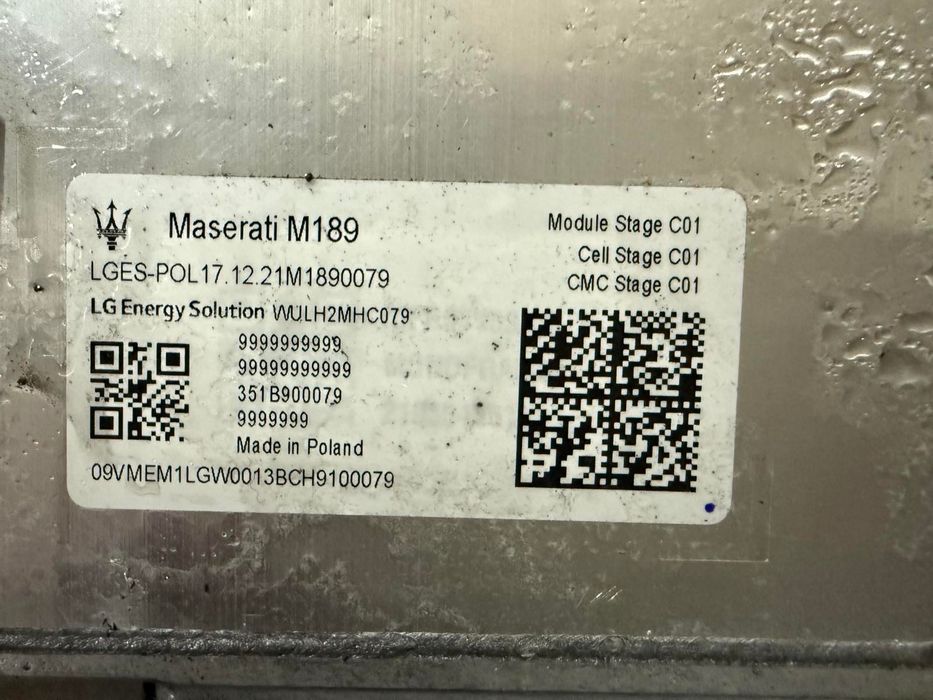 Maserati M189
LGES-POL17.12.21M1890079
LG Energy Solution WULH2MHC079
9999999999
99999999999
351B900079
9999999
Made in Poland
09VMEM1LGW0013BCH9100079
Module Stage C01
Cell Stage C01
CMC Stage C01